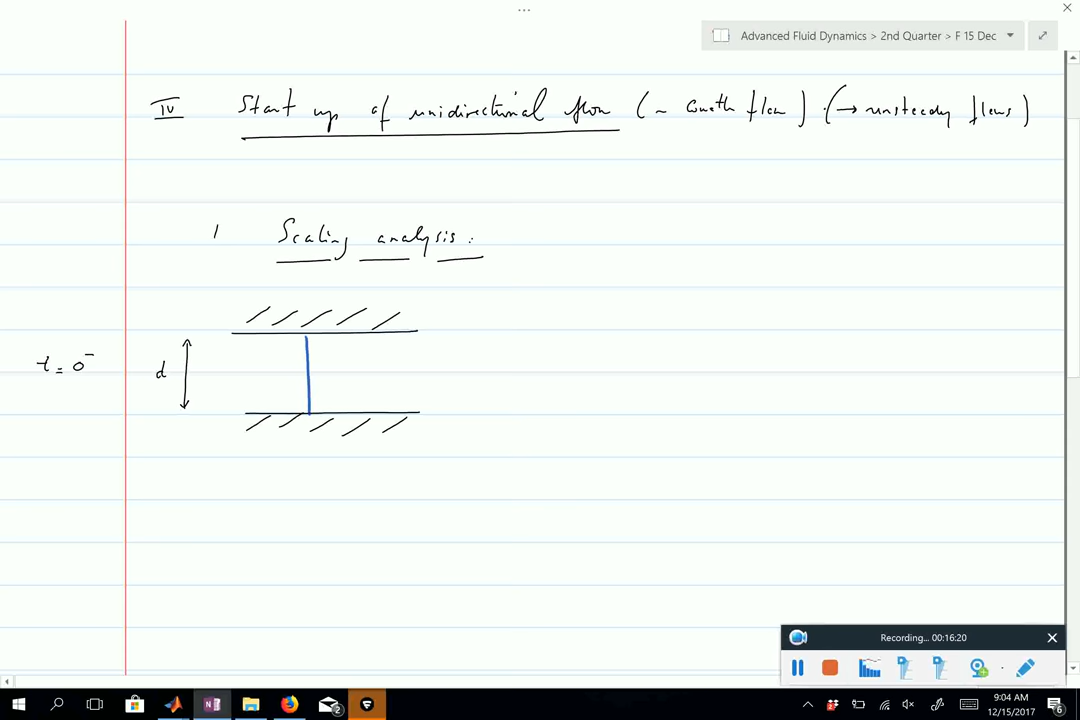 Advanced Fluid Dynamics > 2nd Quarter > F 15 Dec
IV Start up of unidirectional flow (~ Couette flow). (→ unsteady flows)
1 Scaling analysis:
t = 0⁻ d
Recording... 00:16:20
9:04 AM
12/15/2017